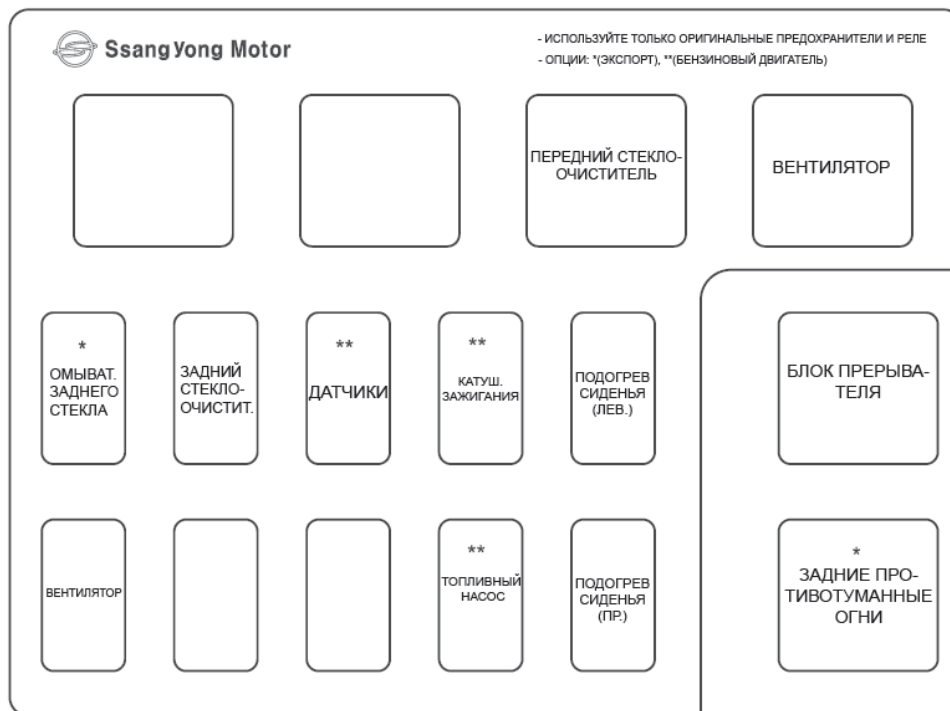 SsangYong Motor
- ИСПОЛЬЗУЙТЕ ТОЛЬКО ОРИГИНАЛЬНЫЕ ПРЕДОХРАНИТЕЛИ И РЕЛЕ
- ОПЦИИ: *(ЭКСПОРТ), **(БЕНЗИНОВЫЙ ДВИГАТЕЛЬ)
ПЕРЕДНИЙ СТЕКЛО-
ОЧИСТИТЕЛЬ
ВЕНТИЛЯТОР
*
ОМЫВАТ.
ЗАДНЕГО
СТЕКЛА
ЗАДНИЙ
СТЕКЛО-
ОЧИСТИТ.
**
ДАТЧИКИ
**
КАТУШ.
ЗАЖИГАНИЯ
ПОДОГРЕВ
СИДЕНЬЯ
(ЛЕВ.)
БЛОК ПРЕРЫВА-
ТЕЛЯ
ВЕНТИЛЯТОР
**
ТОПЛИВНЫЙ
НАСОС
ПОДОГРЕВ
СИДЕНЬЯ
(ПР.)
*
ЗАДНИЕ ПРО-
ТИВОТУМАННЫЕ
ОГНИ